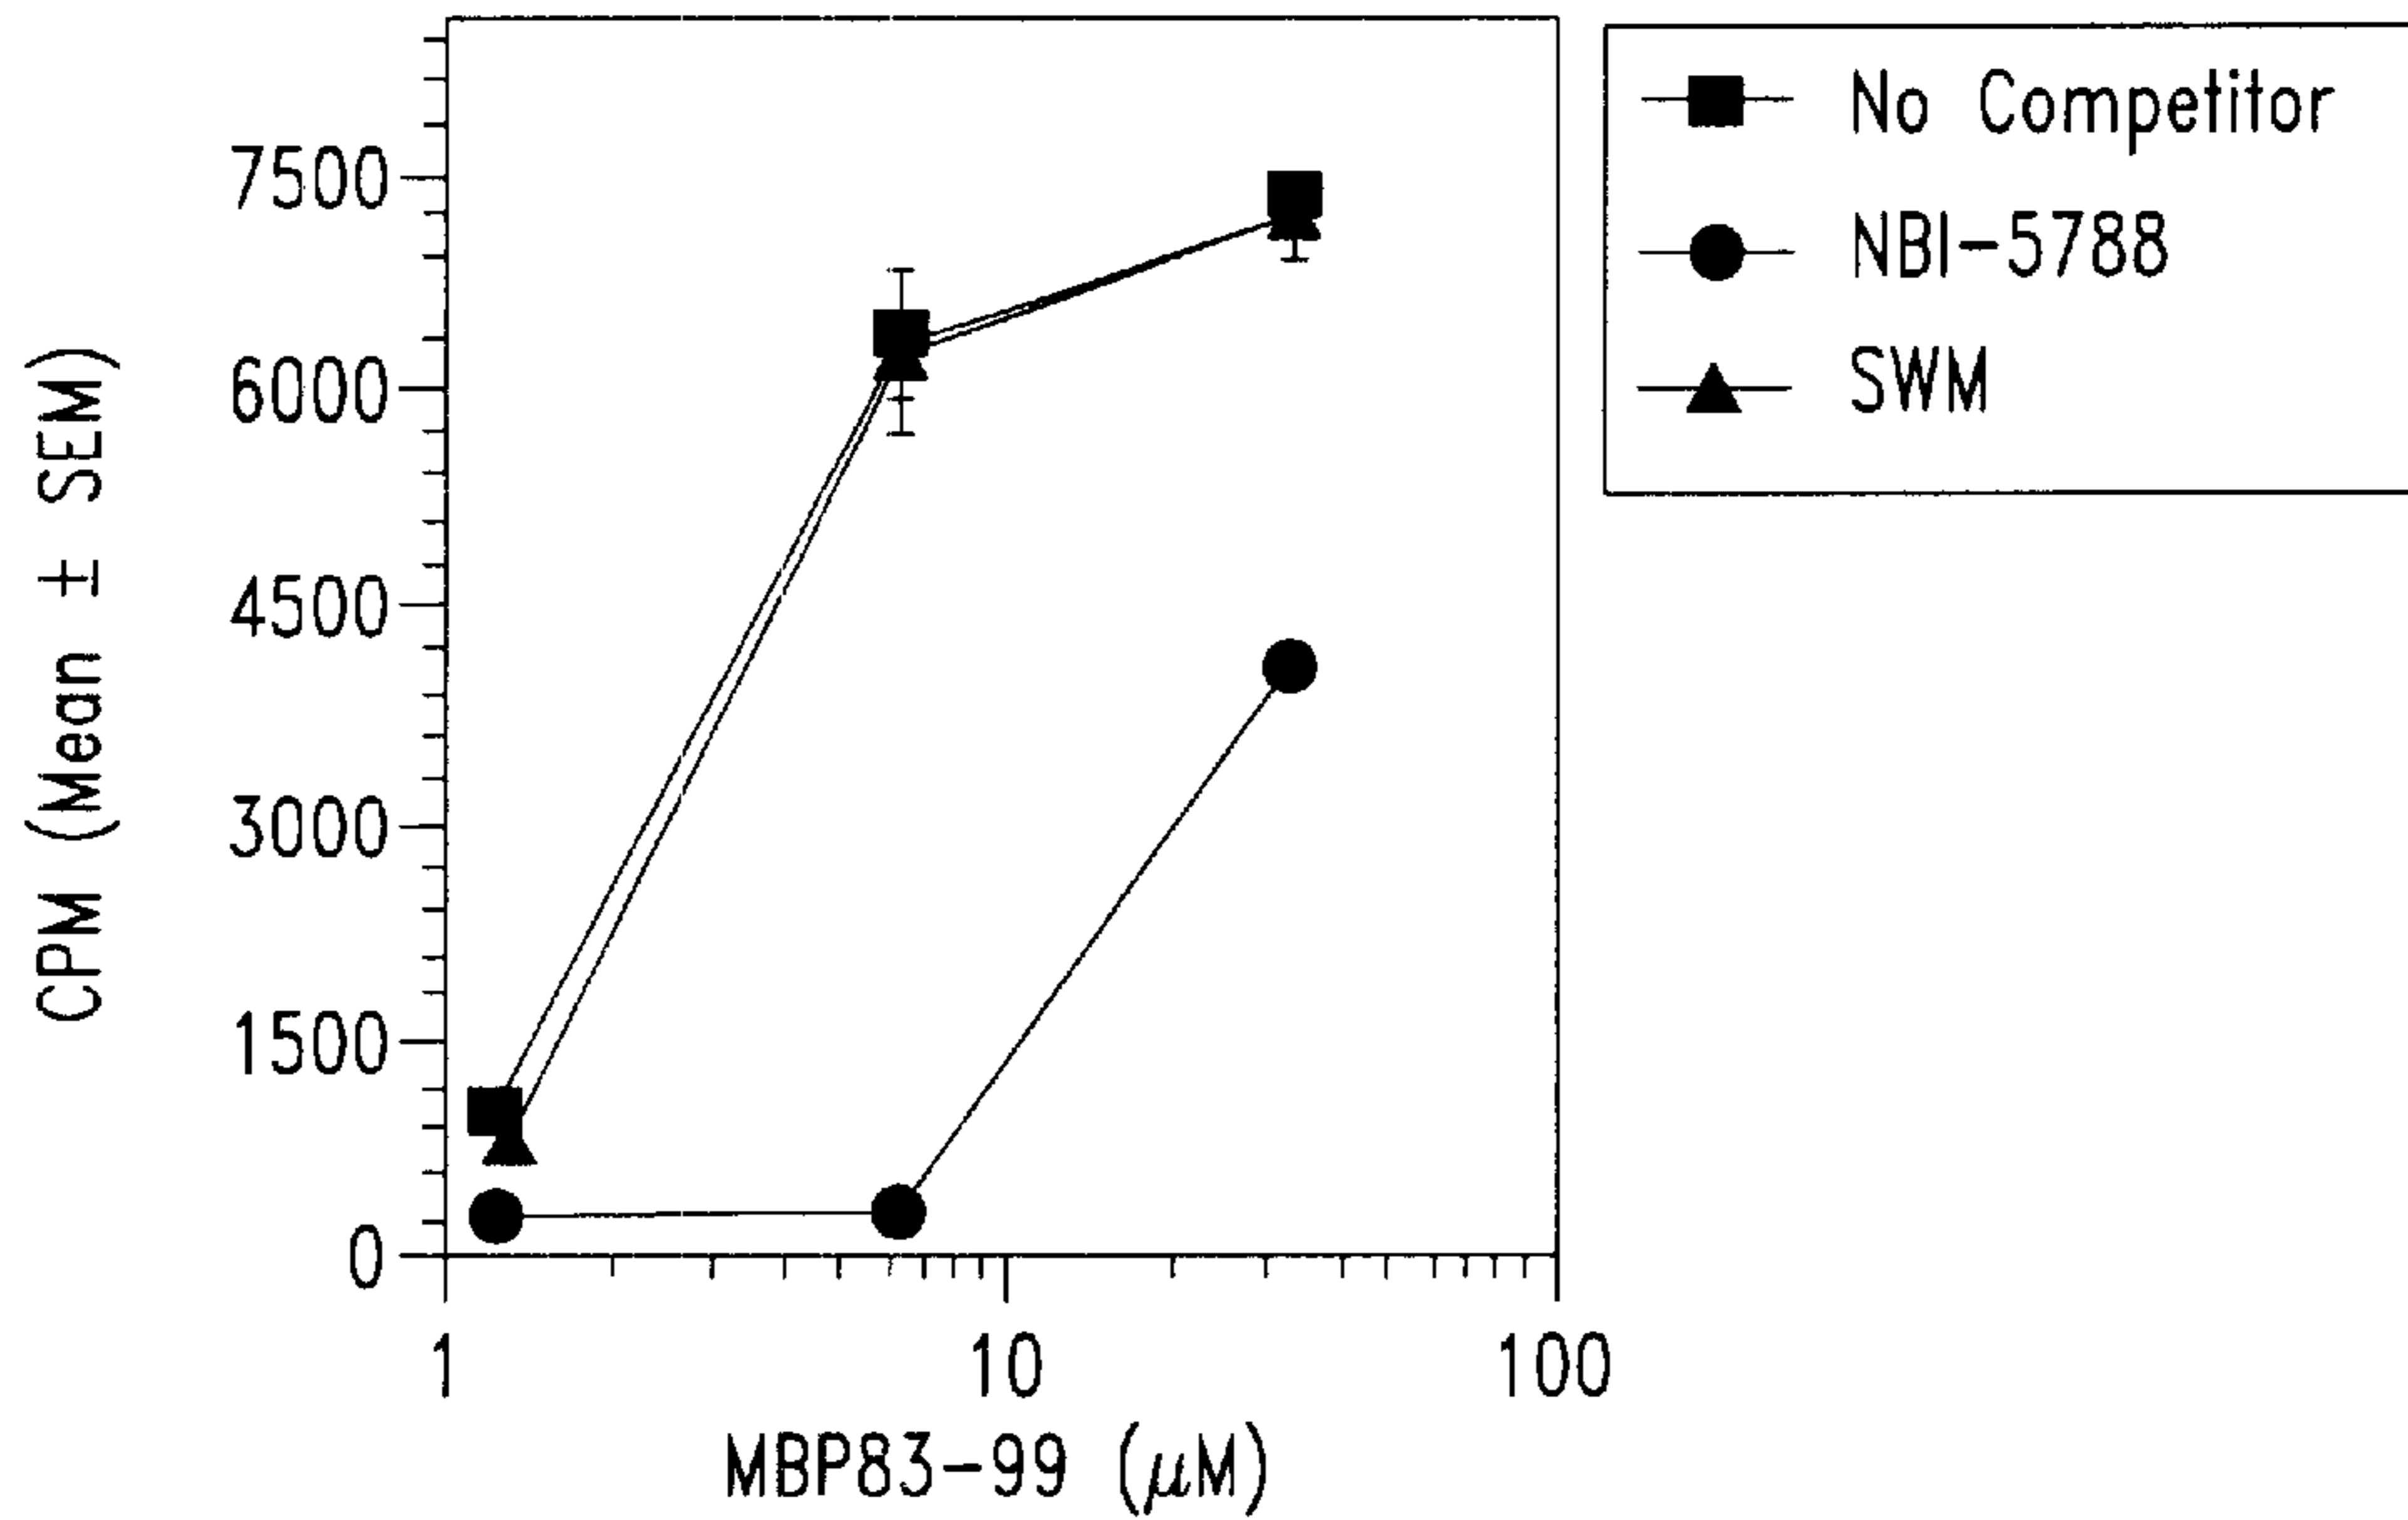 CPM (Mean ± SEM)
7500
6000
4500
3000
1500
0
1
10
100
MBP83-99 (μM)
No Competitor
NBI-5788
SWM